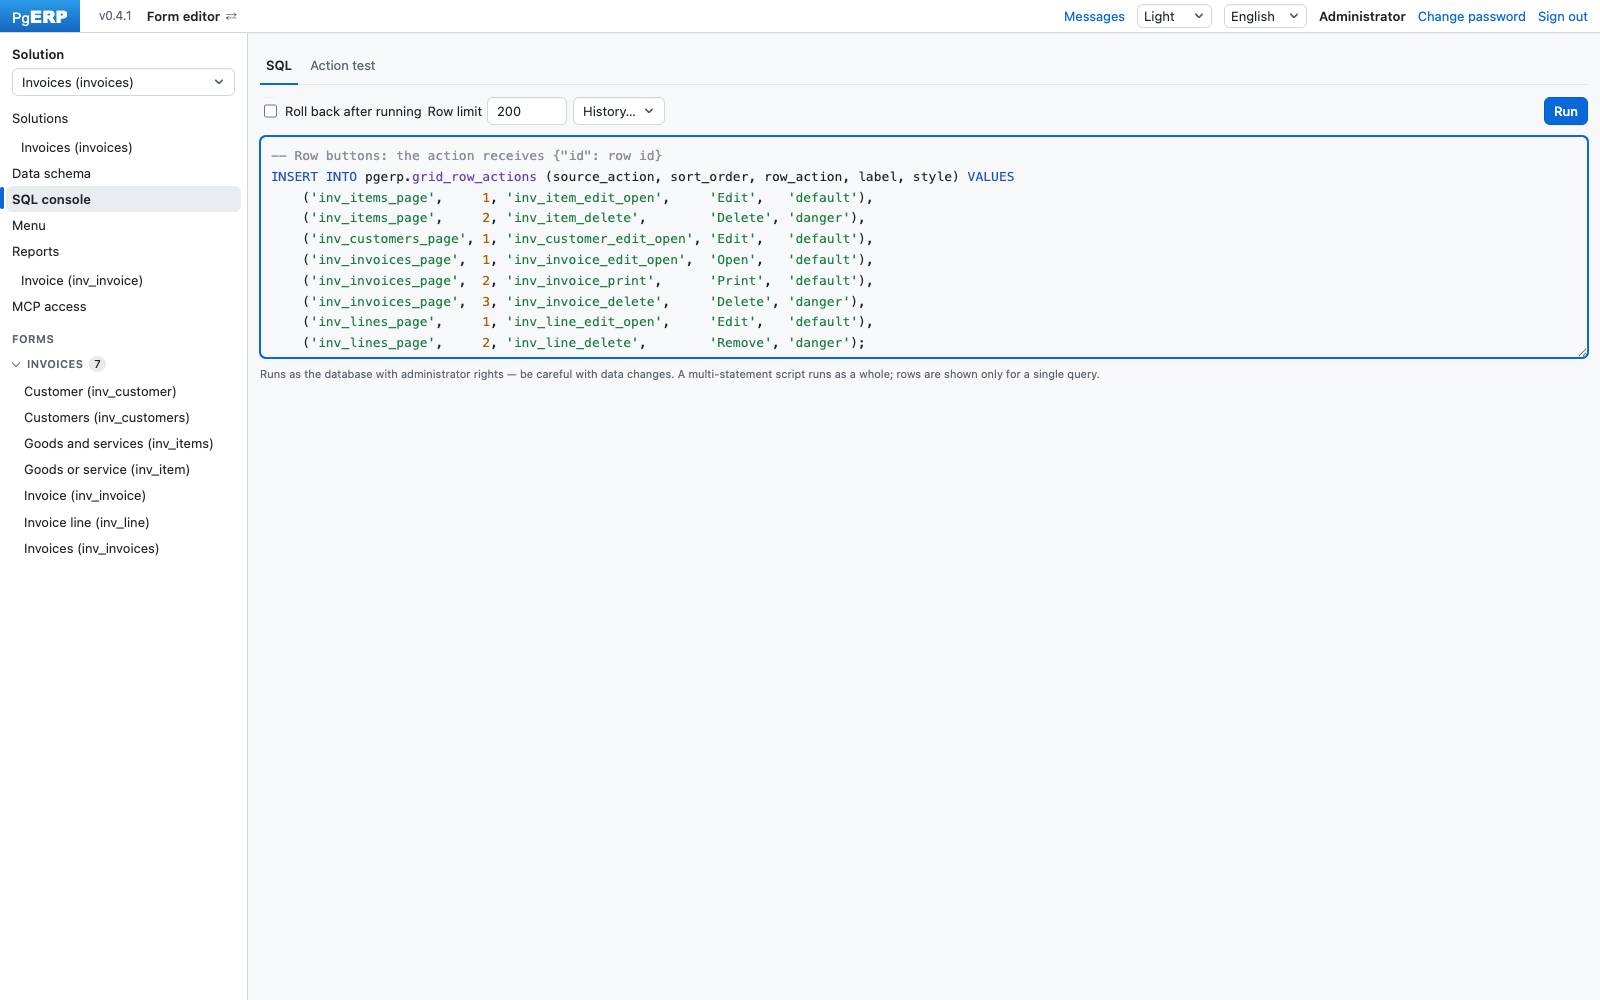 PgERP v0.4.1 Form editor ⇄ Messages Light English Administrator Change password Sign out
Solution
Invoices (invoices)
Solutions
Invoices (invoices)
Data schema
SQL console
Menu
Reports
Invoice (inv_invoice)
MCP access
FORMS
INVOICES 7
Customer (inv_customer)
Customers (inv_customers)
Goods and services (inv_items)
Goods or service (inv_item)
Invoice (inv_invoice)
Invoice line (inv_line)
Invoices (inv_invoices)
SQL Action test
Roll back after running Row limit 200 History... Run
-- Row buttons: the action receives {"id": row id}
INSERT INTO pgerp.grid_row_actions (source_action, sort_order, row_action, label, style) VALUES
    ('inv_items_page',     1, 'inv_item_edit_open',     'Edit',   'default'),
    ('inv_items_page',     2, 'inv_item_delete',        'Delete', 'danger'),
    ('inv_customers_page', 1, 'inv_customer_edit_open', 'Edit',   'default'),
    ('inv_invoices_page',  1, 'inv_invoice_edit_open',  'Open',   'default'),
    ('inv_invoices_page',  2, 'inv_invoice_print',      'Print',  'default'),
    ('inv_invoices_page',  3, 'inv_invoice_delete',     'Delete', 'danger'),
    ('inv_lines_page',     1, 'inv_line_edit_open',     'Edit',   'default'),
    ('inv_lines_page',     2, 'inv_line_delete',        'Remove', 'danger');
Runs as the database with administrator rights — be careful with data changes. A multi-statement script runs as a whole; rows are shown only for a single query.